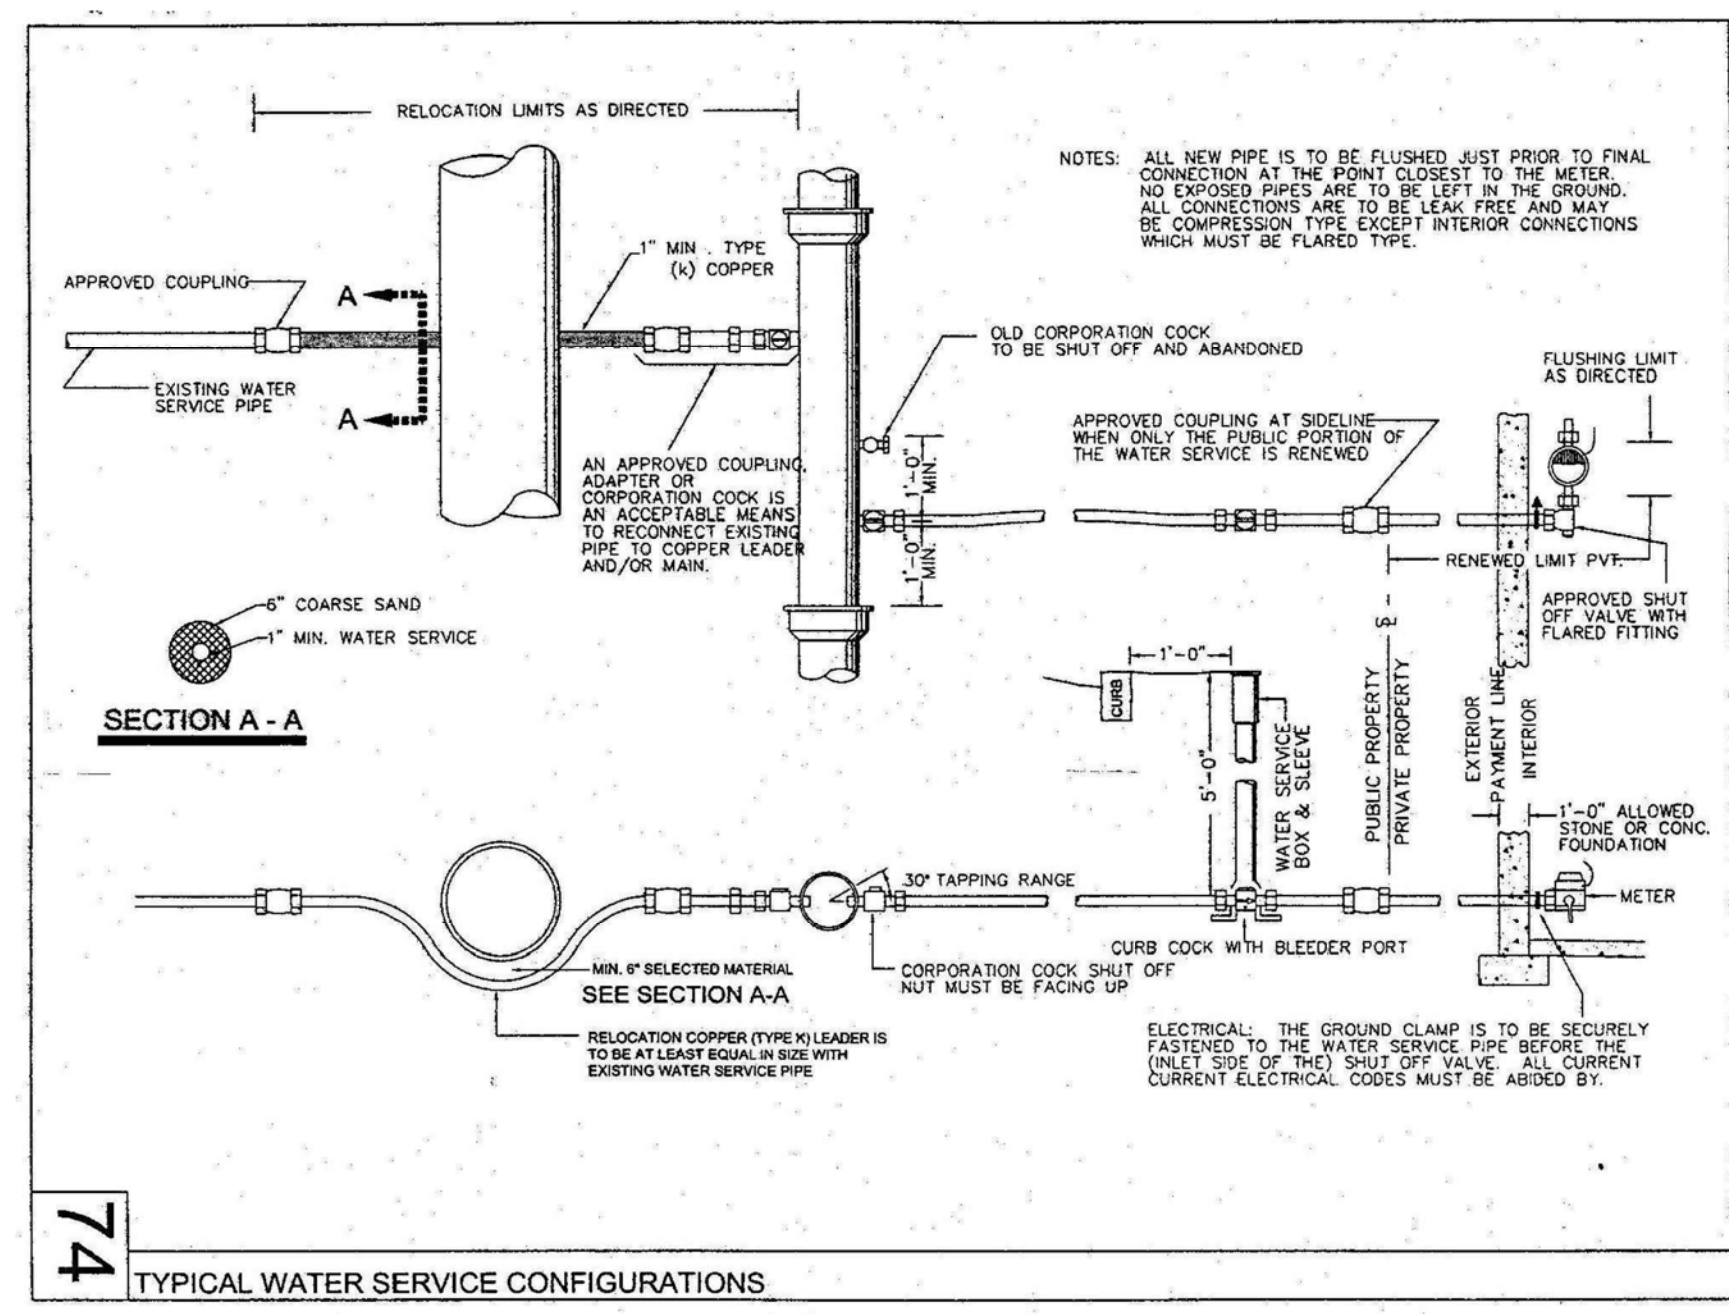 RELOCATION LIMITS AS DIRECTED
NOTES: ALL NEW PIPE IS TO BE FLUSHED JUST PRIOR TO FINAL
CONNECTION AT THE POINT CLOSEST TO THE METER.
NO EXPOSED PIPES ARE TO BE LEFT IN THE GROUND.
ALL CONNECTIONS ARE TO BE LEAK FREE AND MAY
BE COMPRESSION TYPE EXCEPT INTERIOR CONNECTIONS
WHICH MUST BE FLARED TYPE.
1" MIN . TYPE
(k) COPPER
APPROVED COUPLING
A
A
EXISTING WATER
SERVICE PIPE
OLD CORPORATION COCK
TO BE SHUT OFF AND ABANDONED
FLUSHING LIMIT
AS DIRECTED
APPROVED COUPLING AT SIDELINE
WHEN ONLY THE PUBLIC PORTION OF
THE WATER SERVICE IS RENEWED
AN APPROVED COUPLING,
ADAPTER OR
CORPORATION COCK IS
AN ACCEPTABLE MEANS
TO RECONNECT EXISTING
PIPE TO COPPER LEADER
AND/OR MAIN.
1'-0"
MIN.
1'-0"
MIN.
RENEWED LIMIT PVT.
APPROVED SHUT
OFF VALVE WITH
FLARED FITTING
6" COARSE SAND
1" MIN. WATER SERVICE
SECTION A - A
1'-0"
CURB
5'-0"
WATER SERVICE
BOX & SLEEVE
PUBLIC PROPERTY
PRIVATE PROPERTY
EXTERIOR
PAYMENT LINE
INTERIOR
1'-0" ALLOWED
STONE OR CONC.
FOUNDATION
30° TAPPING RANGE
METER
CURB COCK WITH BLEEDER PORT
MIN. 6" SELECTED MATERIAL
SEE SECTION A-A
CORPORATION COCK SHUT OFF
NUT MUST BE FACING UP
RELOCATION COPPER (TYPE K) LEADER IS
TO BE AT LEAST EQUAL IN SIZE WITH
EXISTING WATER SERVICE PIPE
ELECTRICAL: THE GROUND CLAMP IS TO BE SECURELY
FASTENED TO THE WATER SERVICE PIPE BEFORE THE
(INLET SIDE OF THE) SHUT OFF VALVE. ALL CURRENT
CURRENT ELECTRICAL CODES MUST BE ABIDED BY.
74
TYPICAL WATER SERVICE CONFIGURATIONS